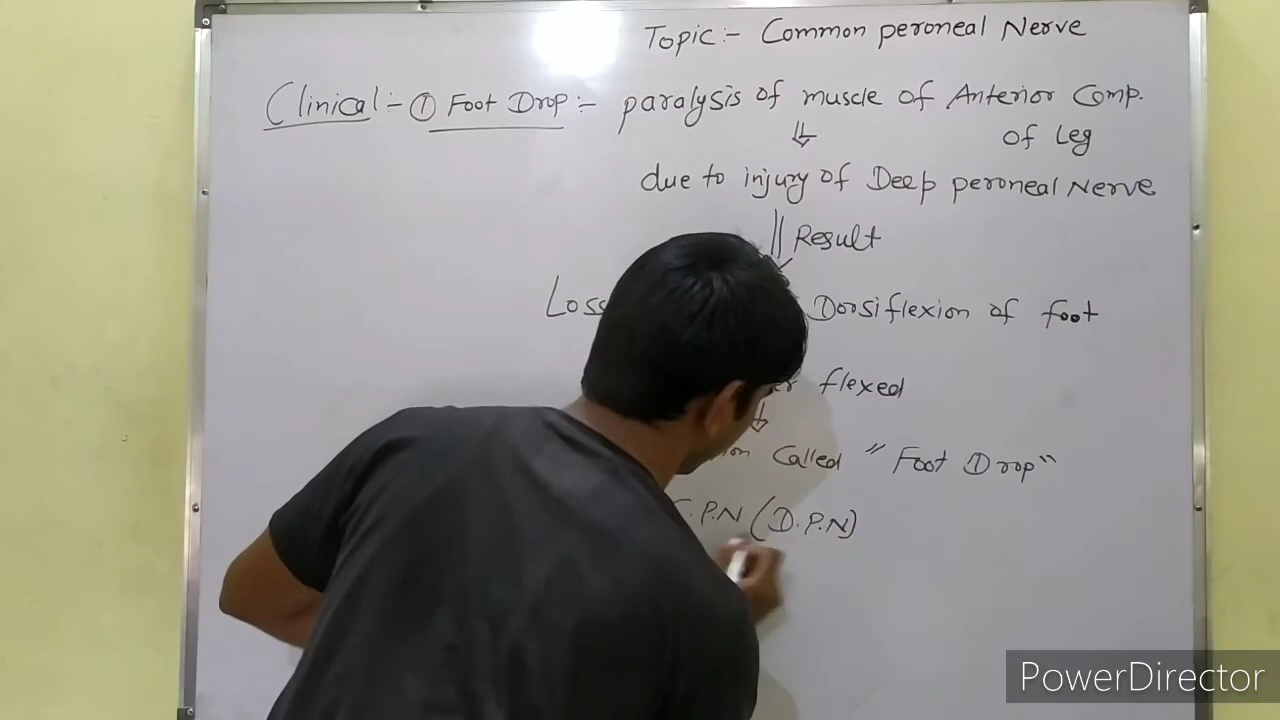 Topic:- Common peroneal Nerve
Clinical:- ① Foot Drop:- paralysis of muscle of Anterior Comp.
of Leg
due to injury of Deep peroneal Nerve
Result
Dorsiflexion of foot
flexed
Called "Foot Drop"
C.P.N (D.P.N)
PowerDirector